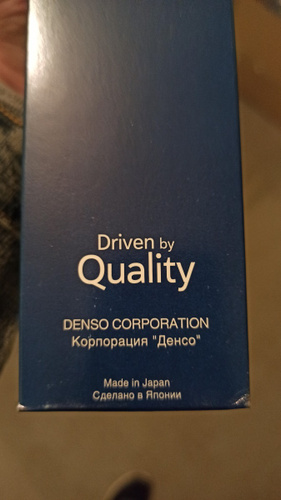 Driven by
Quality
DENSO CORPORATION
Корпорация "Денсо"
Made in Japan
Сделано в Японии